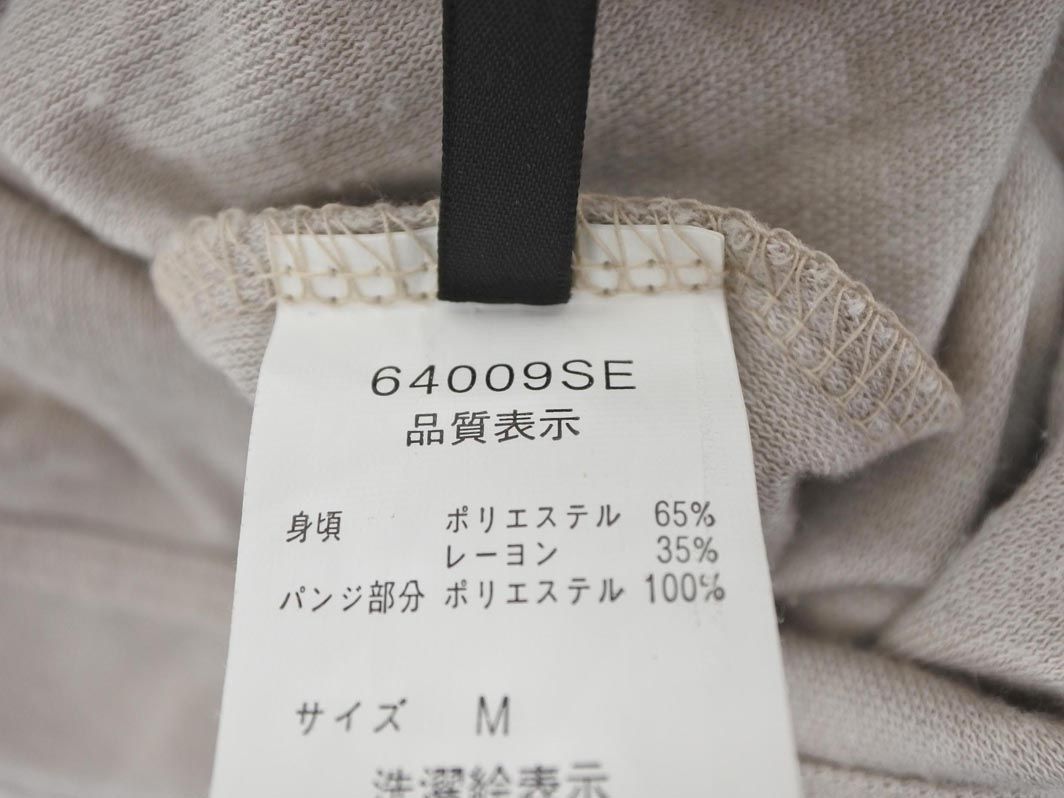 64009SE
品質表示
身頃 ポリエステル 65%
レーヨン 35%
パンジ部分 ポリエステル 100%
サイズ M
洗濯絵表示